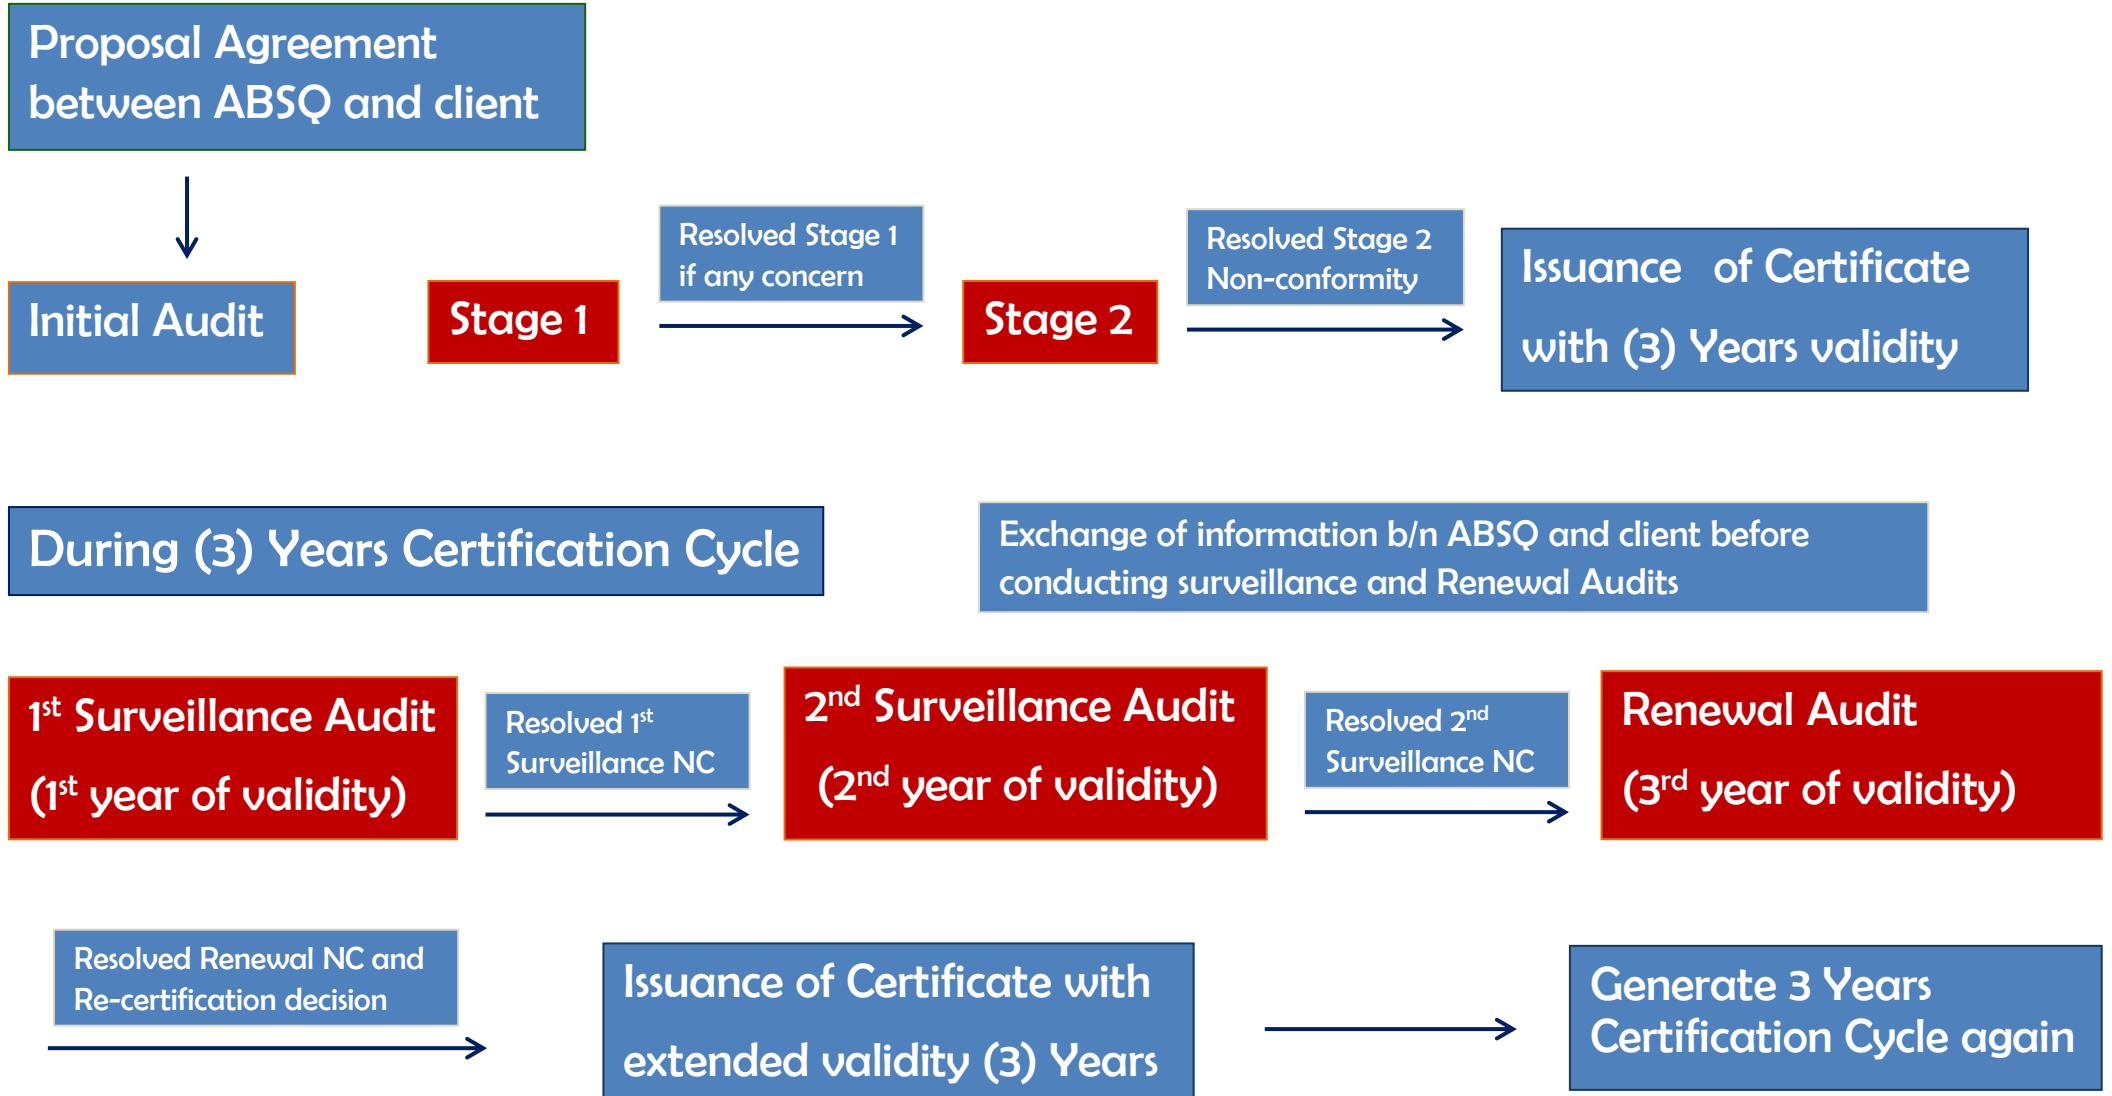 Proposal Agreement
between ABSQ and client
Initial Audit
Stage 1
Resolved Stage 1
if any concern
Stage 2
Resolved Stage 2
Non-conformity
Issuance of Certificate
with (3) Years validity
During (3) Years Certification Cycle
Exchange of information b/n ABSQ and client before
conducting surveillance and Renewal Audits
1st Surveillance Audit
(1st year of validity)
Resolved 1st
Surveillance NC
2nd Surveillance Audit
(2nd year of validity)
Resolved 2nd
Surveillance NC
Renewal Audit
(3rd year of validity)
Resolved Renewal NC and
Re-certification decision
Issuance of Certificate with
extended validity (3) Years
Generate 3 Years
Certification Cycle again